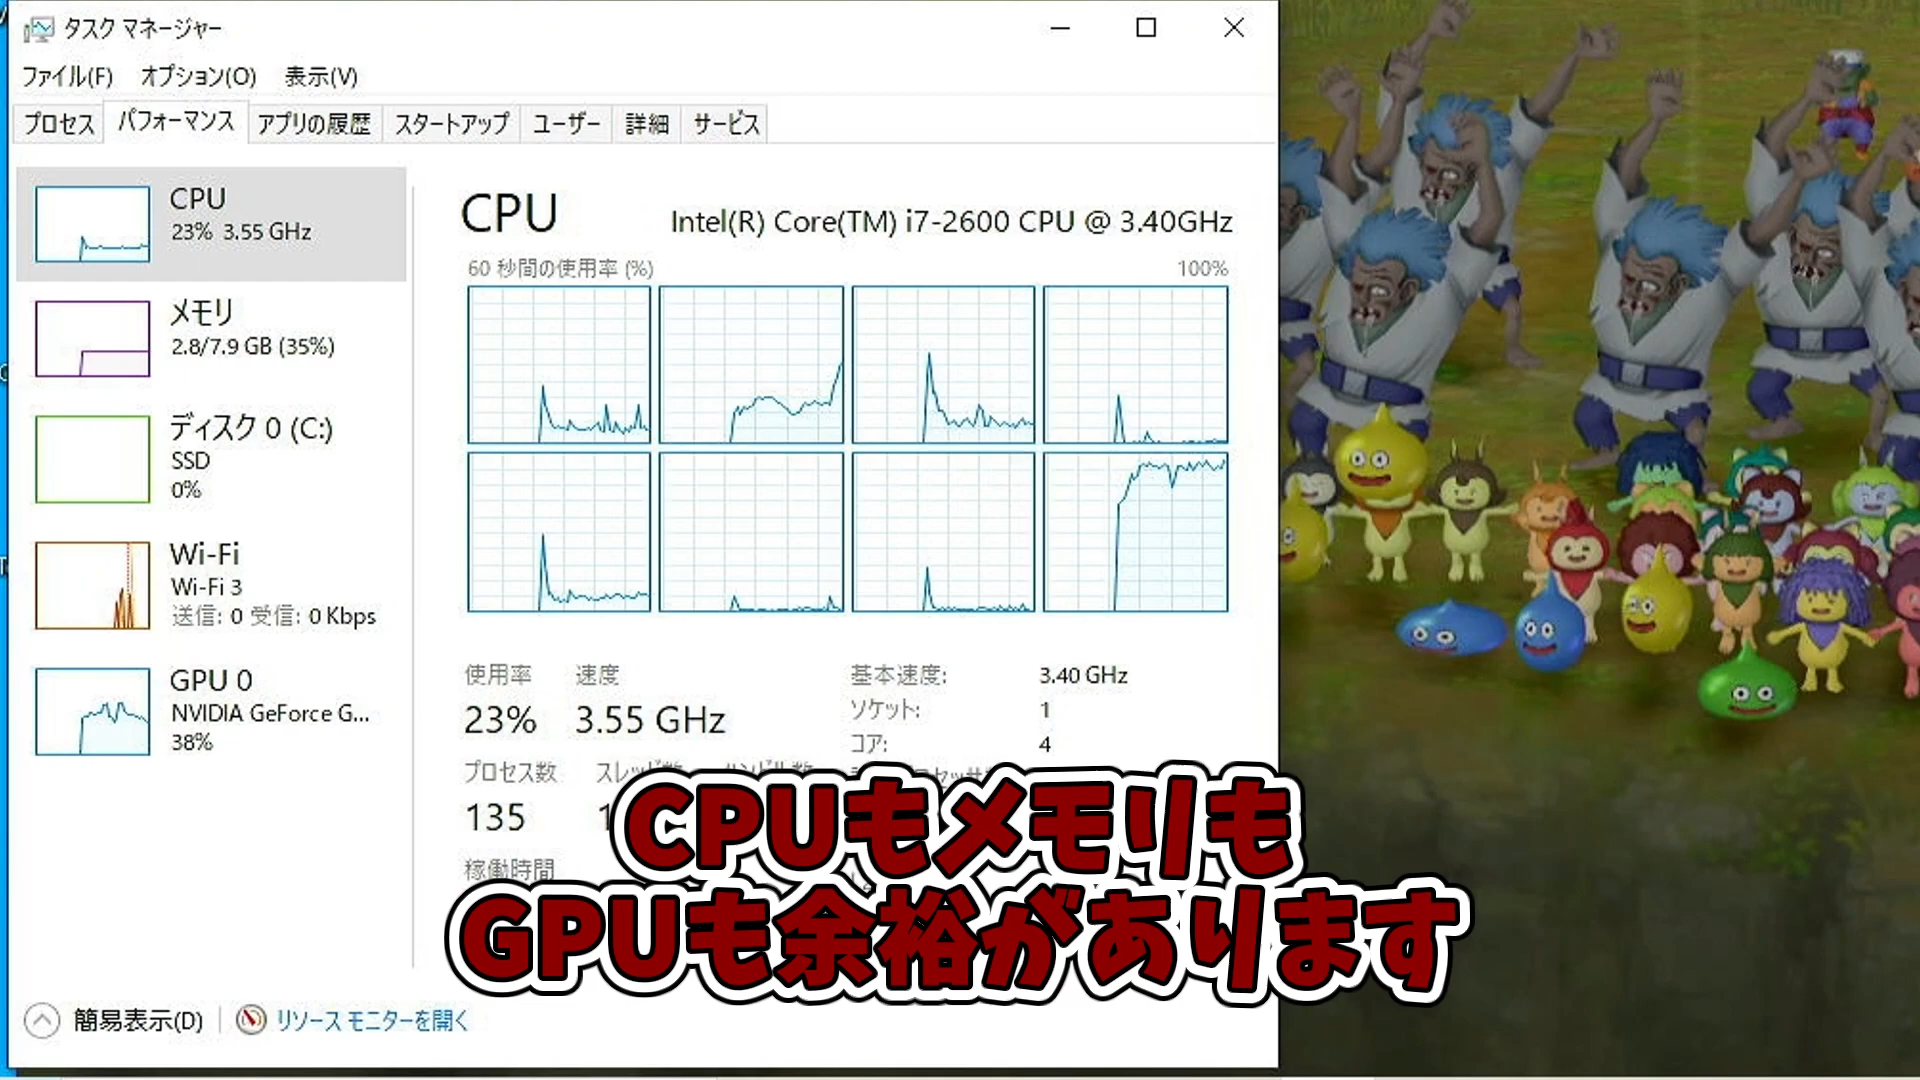 タスク マネージャー
ファイル(F) オプション(O) 表示(V)
プロセス パフォーマンス アプリの履歴 スタートアップ ユーザー 詳細 サービス
CPU
23% 3.55 GHz
メモリ
2.8/7.9 GB (35%)
ディスク 0 (C:)
SSD
0%
Wi-Fi
Wi-Fi 3
送信: 0 受信: 0 Kbps
GPU 0
NVIDIA GeForce G...
38%
CPU Intel(R) Core(TM) i7-2600 CPU @ 3.40GHz
60 秒間の使用率 (%) 100%
使用率 速度
23% 3.55 GHz
基本速度: 3.40 GHz
ソケット: 1
コア: 4
プロセス数
135
稼働時間
CPUもメモリも
GPUも余裕があります
簡易表示(D) リソース モニターを開く